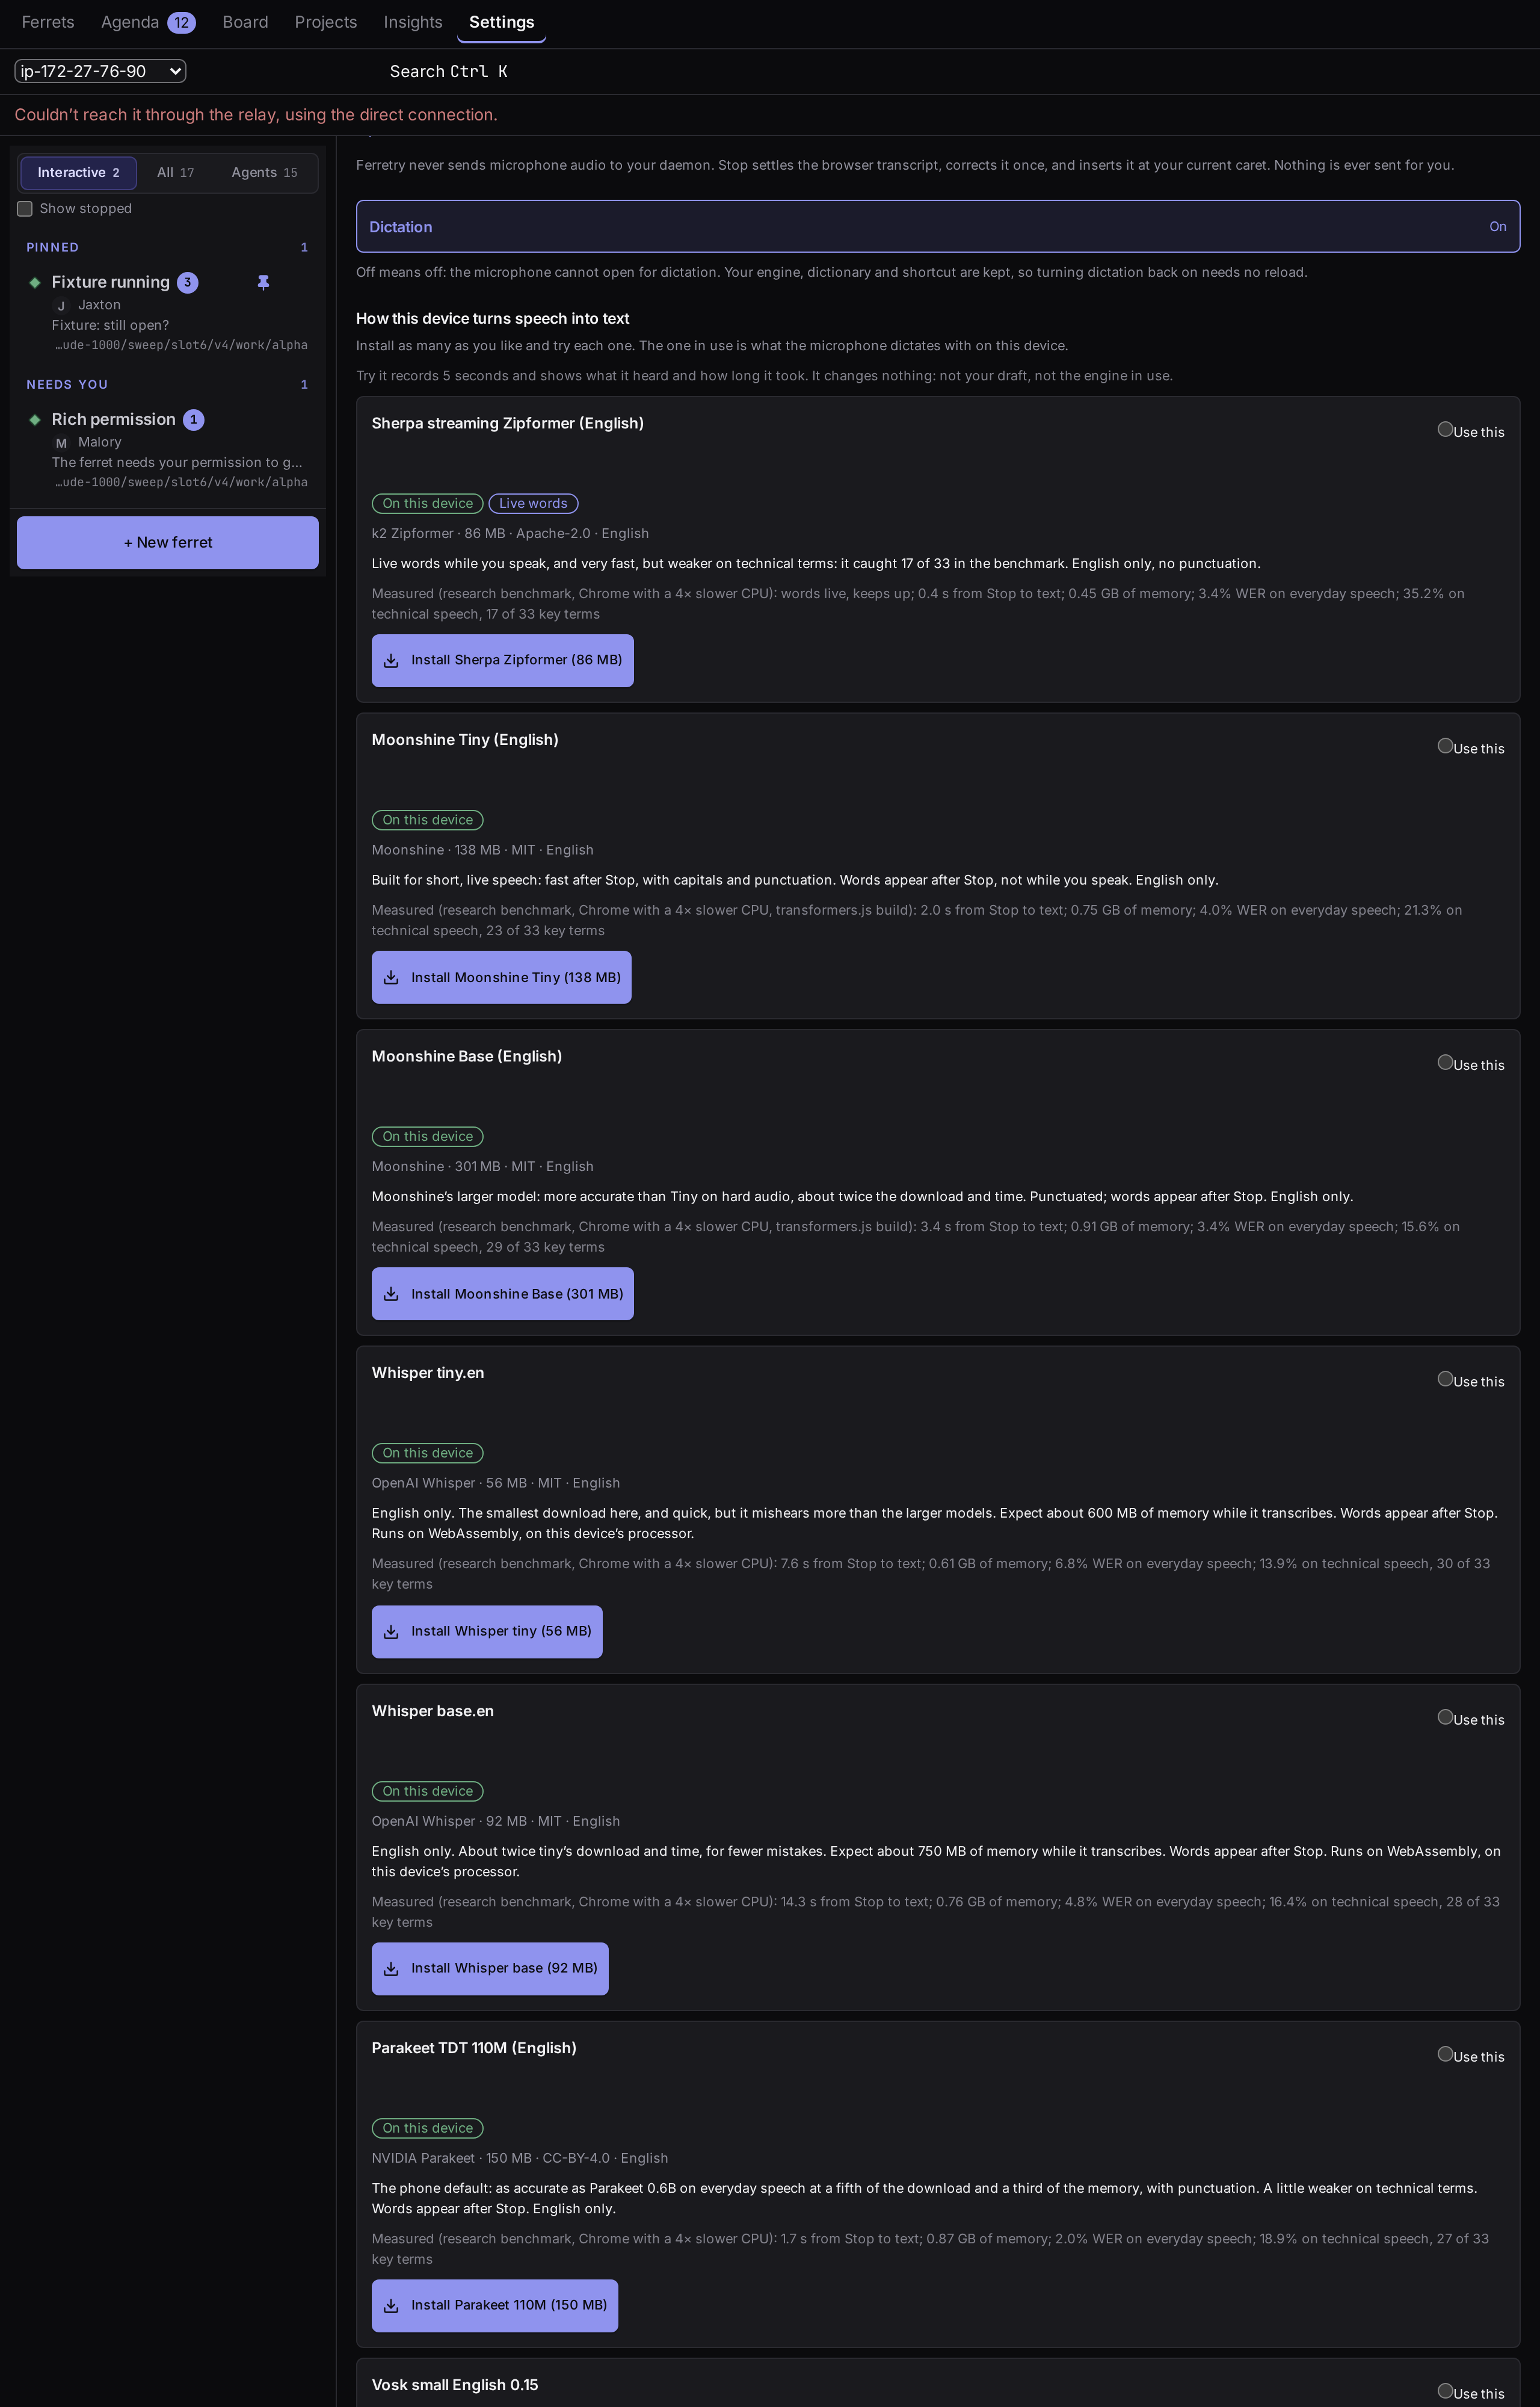 Ferrets Agenda 12 Board Projects Insights Settings
ip-172-27-76-90 Search Ctrl K
Couldn’t reach it through the relay, using the direct connection.
Interactive 2 All 17 Agents 15
Show stopped
PINNED 1
Fixture running 3
J Jaxton
Fixture: still open?
…ude-1000/sweep/slot6/v4/work/alpha
NEEDS YOU 1
Rich permission 1
M Malory
The ferret needs your permission to g…
…ude-1000/sweep/slot6/v4/work/alpha
+ New ferret
Ferretry never sends microphone audio to your daemon. Stop settles the browser transcript, corrects it once, and inserts it at your current caret. Nothing is ever sent for you.
Dictation On
Off means off: the microphone cannot open for dictation. Your engine, dictionary and shortcut are kept, so turning dictation back on needs no reload.
How this device turns speech into text
Install as many as you like and try each one. The one in use is what the microphone dictates with on this device.
Try it records 5 seconds and shows what it heard and how long it took. It changes nothing: not your draft, not the engine in use.
Sherpa streaming Zipformer (English) Use this
On this device Live words
k2 Zipformer · 86 MB · Apache-2.0 · English
Live words while you speak, and very fast, but weaker on technical terms: it caught 17 of 33 in the benchmark. English only, no punctuation.
Measured (research benchmark, Chrome with a 4× slower CPU): words live, keeps up; 0.4 s from Stop to text; 0.45 GB of memory; 3.4% WER on everyday speech; 35.2% on
technical speech, 17 of 33 key terms
Install Sherpa Zipformer (86 MB)
Moonshine Tiny (English) Use this
On this device
Moonshine · 138 MB · MIT · English
Built for short, live speech: fast after Stop, with capitals and punctuation. Words appear after Stop, not while you speak. English only.
Measured (research benchmark, Chrome with a 4× slower CPU, transformers.js build): 2.0 s from Stop to text; 0.75 GB of memory; 4.0% WER on everyday speech; 21.3% on
technical speech, 23 of 33 key terms
Install Moonshine Tiny (138 MB)
Moonshine Base (English) Use this
On this device
Moonshine · 301 MB · MIT · English
Moonshine’s larger model: more accurate than Tiny on hard audio, about twice the download and time. Punctuated; words appear after Stop. English only.
Measured (research benchmark, Chrome with a 4× slower CPU, transformers.js build): 3.4 s from Stop to text; 0.91 GB of memory; 3.4% WER on everyday speech; 15.6% on
technical speech, 29 of 33 key terms
Install Moonshine Base (301 MB)
Whisper tiny.en Use this
On this device
OpenAI Whisper · 56 MB · MIT · English
English only. The smallest download here, and quick, but it mishears more than the larger models. Expect about 600 MB of memory while it transcribes. Words appear after Stop.
Runs on WebAssembly, on this device’s processor.
Measured (research benchmark, Chrome with a 4× slower CPU): 7.6 s from Stop to text; 0.61 GB of memory; 6.8% WER on everyday speech; 13.9% on technical speech, 30 of 33
key terms
Install Whisper tiny (56 MB)
Whisper base.en Use this
On this device
OpenAI Whisper · 92 MB · MIT · English
English only. About twice tiny’s download and time, for fewer mistakes. Expect about 750 MB of memory while it transcribes. Words appear after Stop. Runs on WebAssembly, on
this device’s processor.
Measured (research benchmark, Chrome with a 4× slower CPU): 14.3 s from Stop to text; 0.76 GB of memory; 4.8% WER on everyday speech; 16.4% on technical speech, 28 of 33
key terms
Install Whisper base (92 MB)
Parakeet TDT 110M (English) Use this
On this device
NVIDIA Parakeet · 150 MB · CC-BY-4.0 · English
The phone default: as accurate as Parakeet 0.6B on everyday speech at a fifth of the download and a third of the memory, with punctuation. A little weaker on technical terms.
Words appear after Stop. English only.
Measured (research benchmark, Chrome with a 4× slower CPU): 1.7 s from Stop to text; 0.87 GB of memory; 2.0% WER on everyday speech; 18.9% on technical speech, 27 of 33
key terms
Install Parakeet 110M (150 MB)
Vosk small English 0.15 Use this